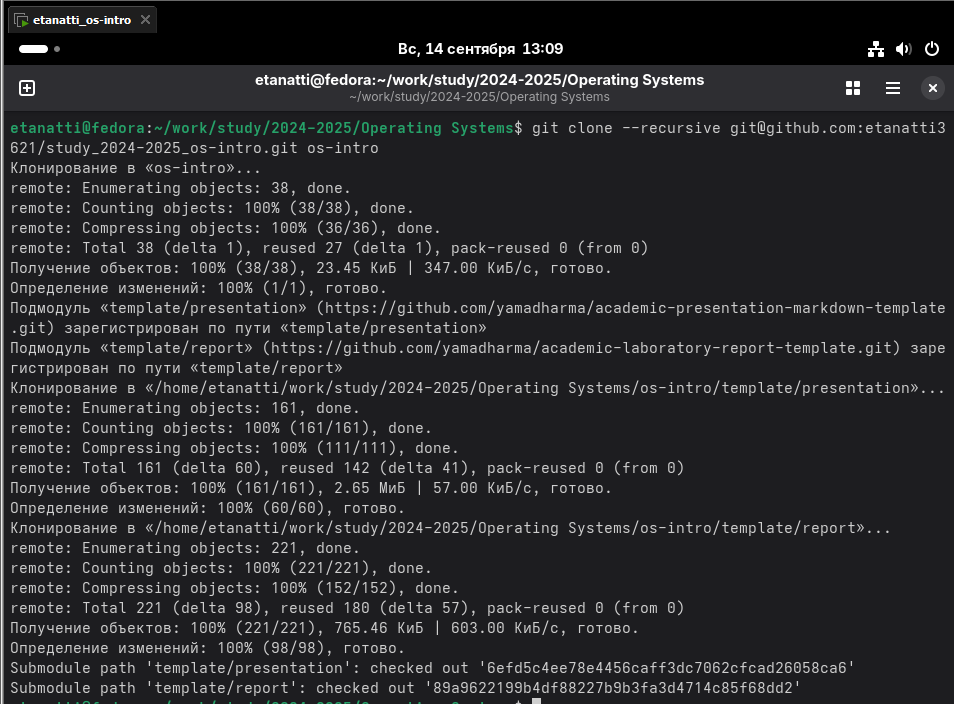 etanatti_os-intro
Вс, 14 сентября 13:09
etanatti@fedora:~/work/study/2024-2025/Operating Systems
~/work/study/2024-2025/Operating Systems
etanatti@fedora:~/work/study/2024-2025/Operating Systems$ git clone --recursive git@github.com:etanatti3
621/study_2024-2025_os-intro.git os-intro
Клонирование в «os-intro»...
remote: Enumerating objects: 38, done.
remote: Counting objects: 100% (38/38), done.
remote: Compressing objects: 100% (36/36), done.
remote: Total 38 (delta 1), reused 27 (delta 1), pack-reused 0 (from 0)
Получение объектов: 100% (38/38), 23.45 КиБ | 347.00 КиБ/с, готово.
Определение изменений: 100% (1/1), готово.
Подмодуль «template/presentation» (https://github.com/yamadharma/academic-presentation-markdown-template
.git) зарегистрирован по пути «template/presentation»
Подмодуль «template/report» (https://github.com/yamadharma/academic-laboratory-report-template.git) заре
гистрирован по пути «template/report»
Клонирование в «/home/etanatti/work/study/2024-2025/Operating Systems/os-intro/template/presentation»...
remote: Enumerating objects: 161, done.
remote: Counting objects: 100% (161/161), done.
remote: Compressing objects: 100% (111/111), done.
remote: Total 161 (delta 60), reused 142 (delta 41), pack-reused 0 (from 0)
Получение объектов: 100% (161/161), 2.65 МиБ | 57.00 КиБ/с, готово.
Определение изменений: 100% (60/60), готово.
Клонирование в «/home/etanatti/work/study/2024-2025/Operating Systems/os-intro/template/report»...
remote: Enumerating objects: 221, done.
remote: Counting objects: 100% (221/221), done.
remote: Compressing objects: 100% (152/152), done.
remote: Total 221 (delta 98), reused 180 (delta 57), pack-reused 0 (from 0)
Получение объектов: 100% (221/221), 765.46 КиБ | 603.00 КиБ/с, готово.
Определение изменений: 100% (98/98), готово.
Submodule path 'template/presentation': checked out '6efd5c4ee78e4456caff3dc7062cfcad26058ca6'
Submodule path 'template/report': checked out '89a9622199b4df88227b9b3fa3d4714c85f68dd2'